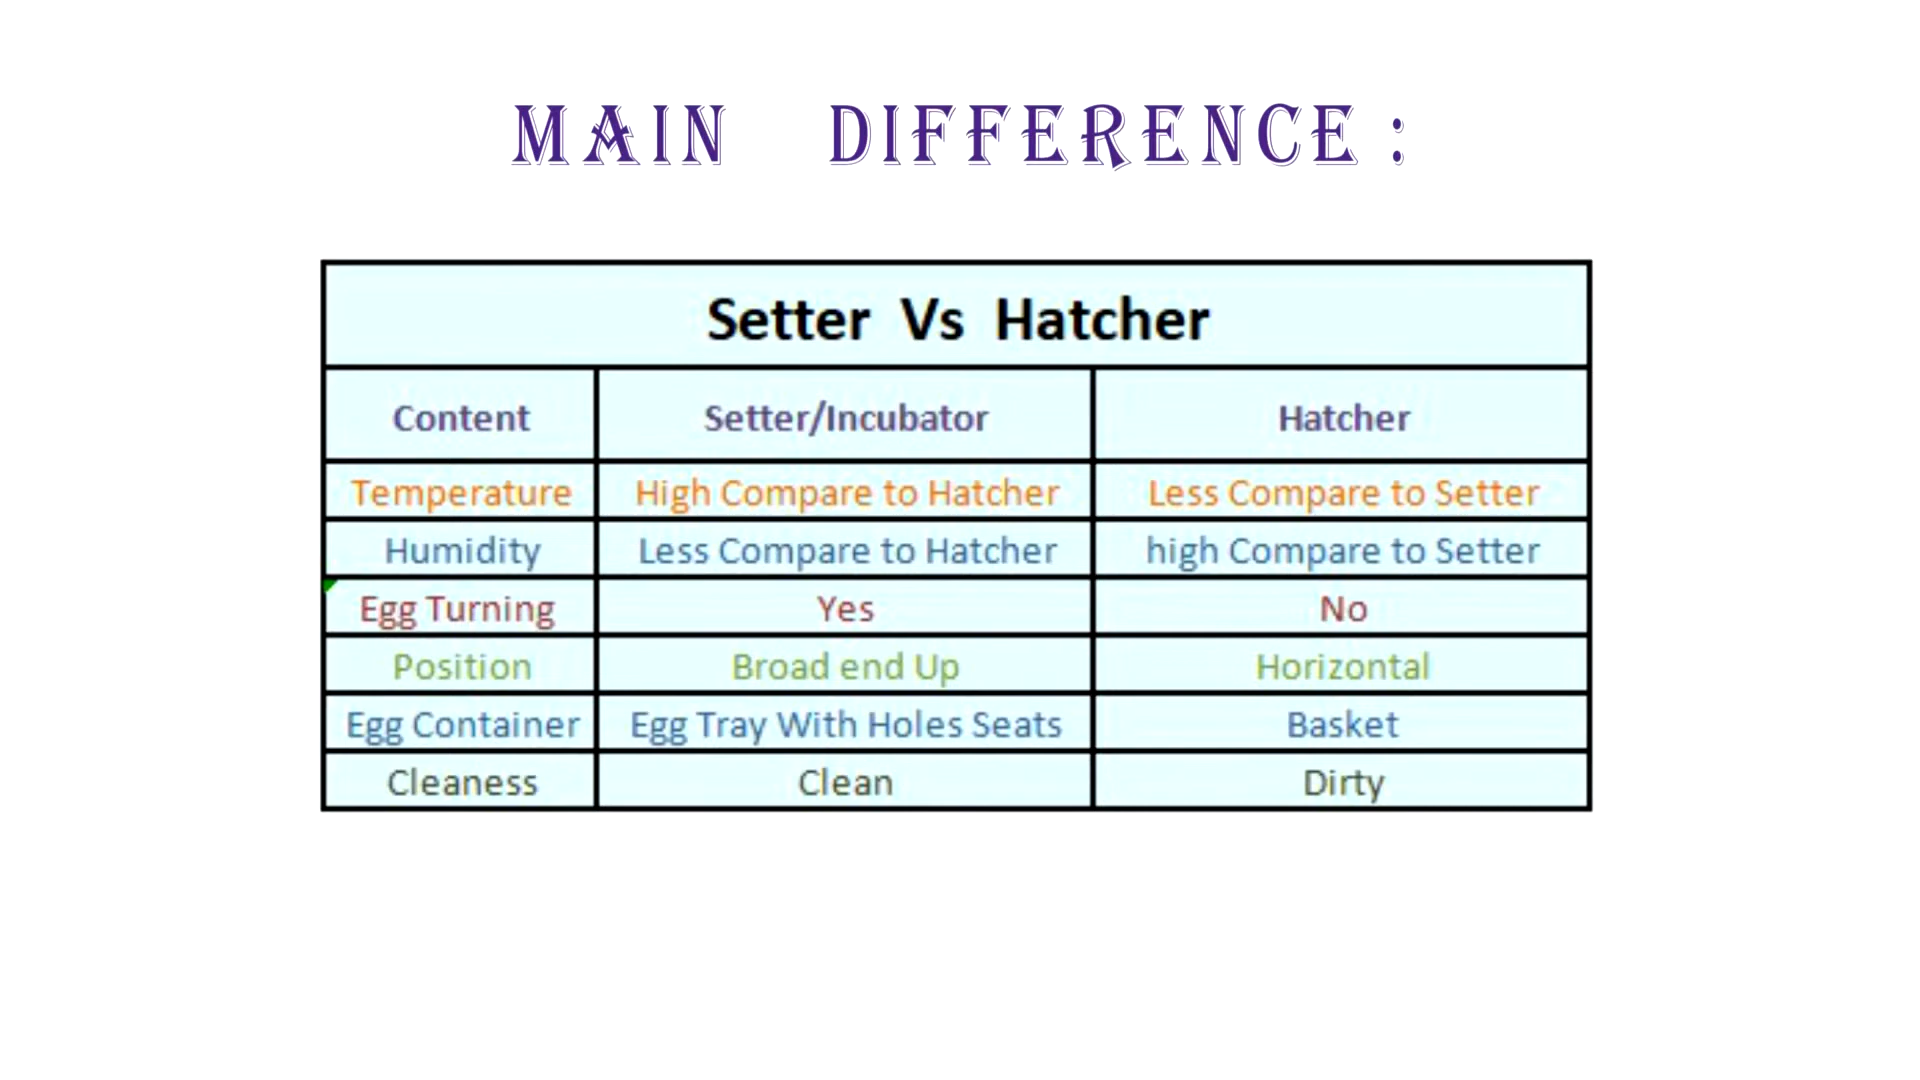 MAIN DIFFERENCE :
Setter Vs Hatcher
Content Setter/Incubator Hatcher
Temperature High Compare to Hatcher Less Compare to Setter
Humidity Less Compare to Hatcher high Compare to Setter
Egg Turning Yes No
Position Broad end Up Horizontal
Egg Container Egg Tray With Holes Seats Basket
Cleaness Clean Dirty